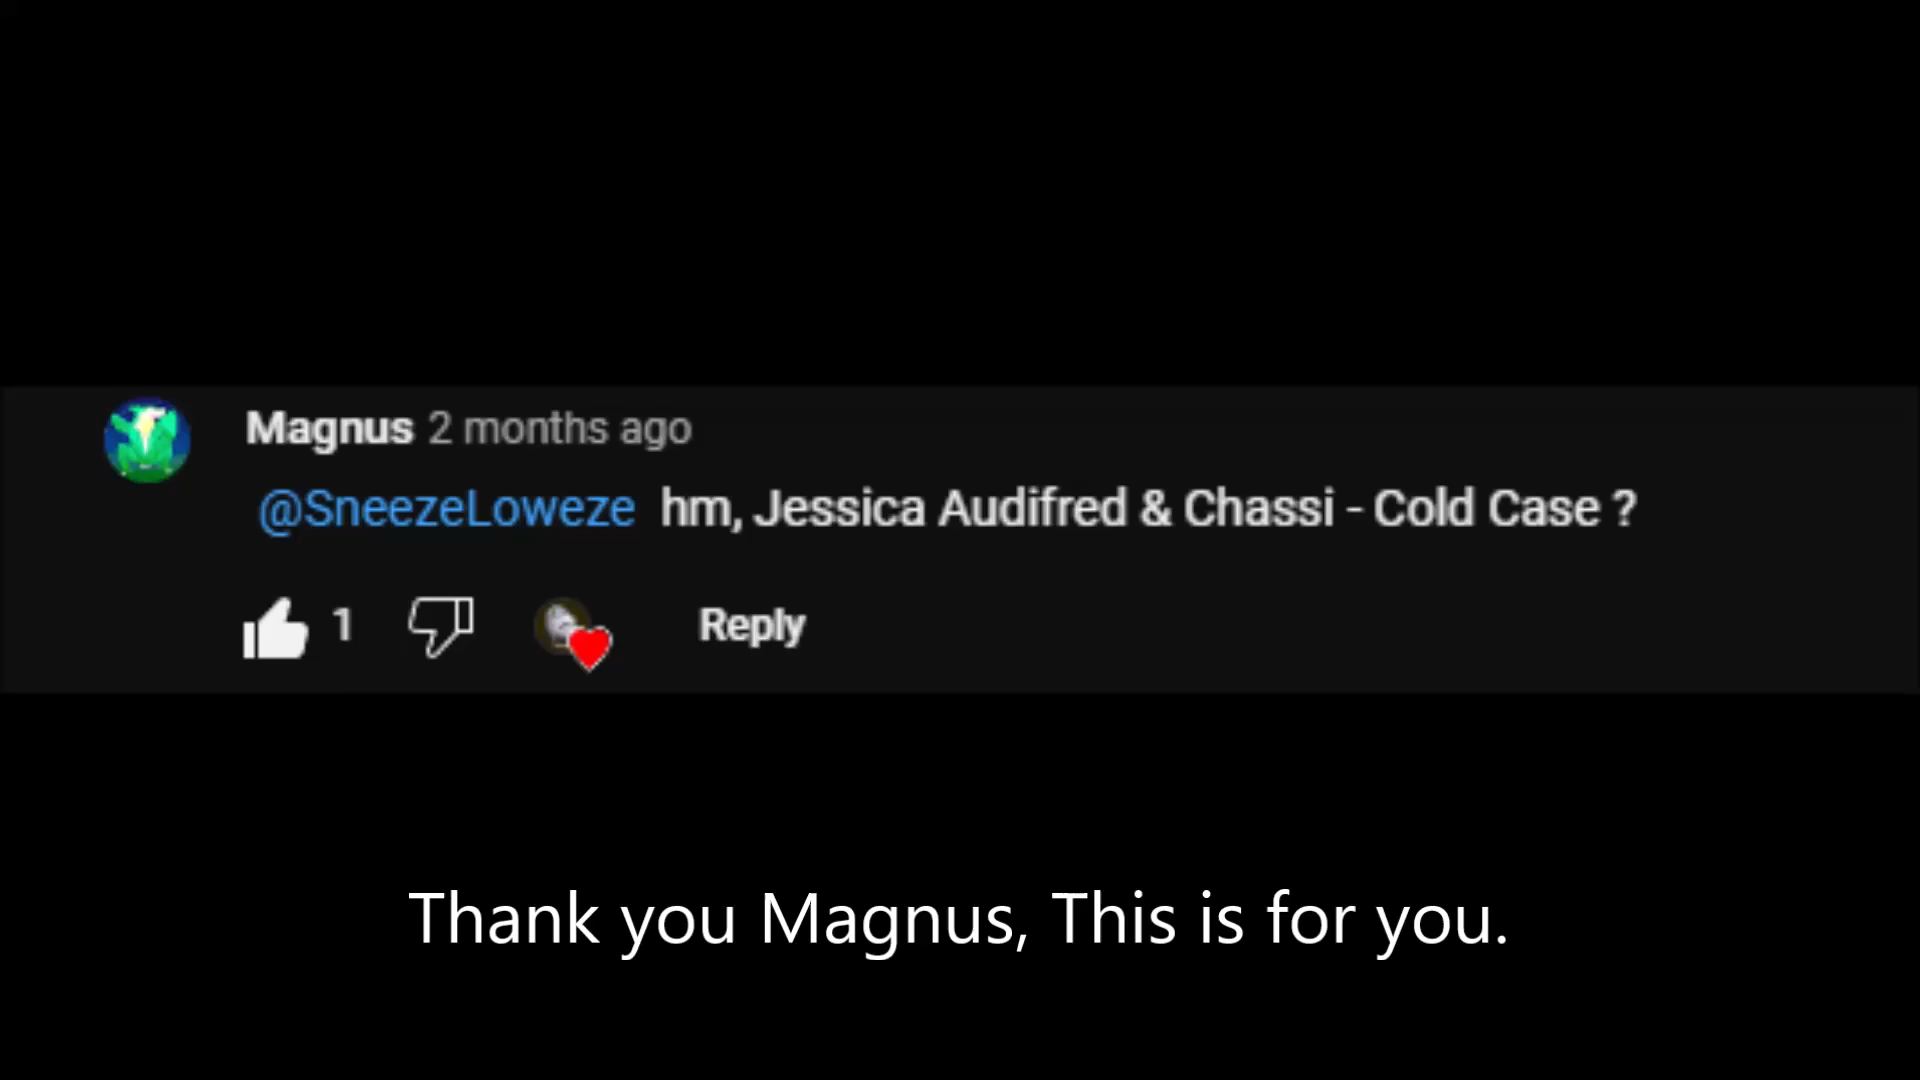 Magnus 2 months ago
@SneezeLoweze hm, Jessica Audifred & Chassi - Cold Case ?
1 Reply
Thank you Magnus, This is for you.